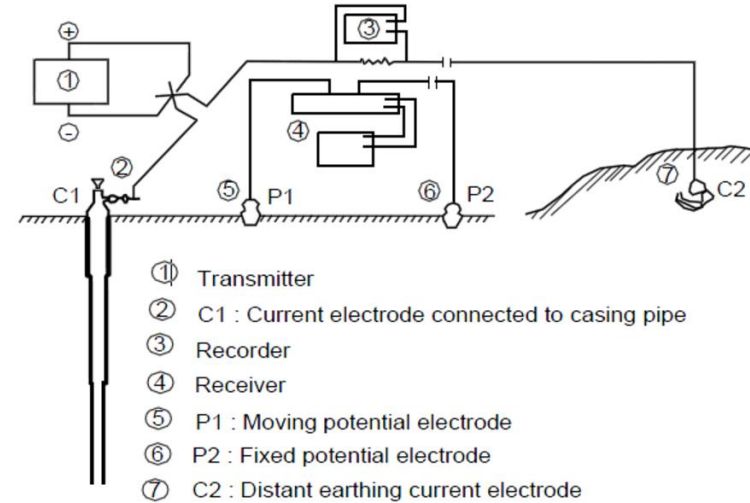 +
③
①
④
-
②
C1
⑤ P1
⑥ P2
⑦ C2
① Transmitter
② C1 : Current electrode connected to casing pipe
③ Recorder
④ Receiver
⑤ P1 : Moving potential electrode
⑥ P2 : Fixed potential electrode
⑦ C2 : Distant earthing current electrode